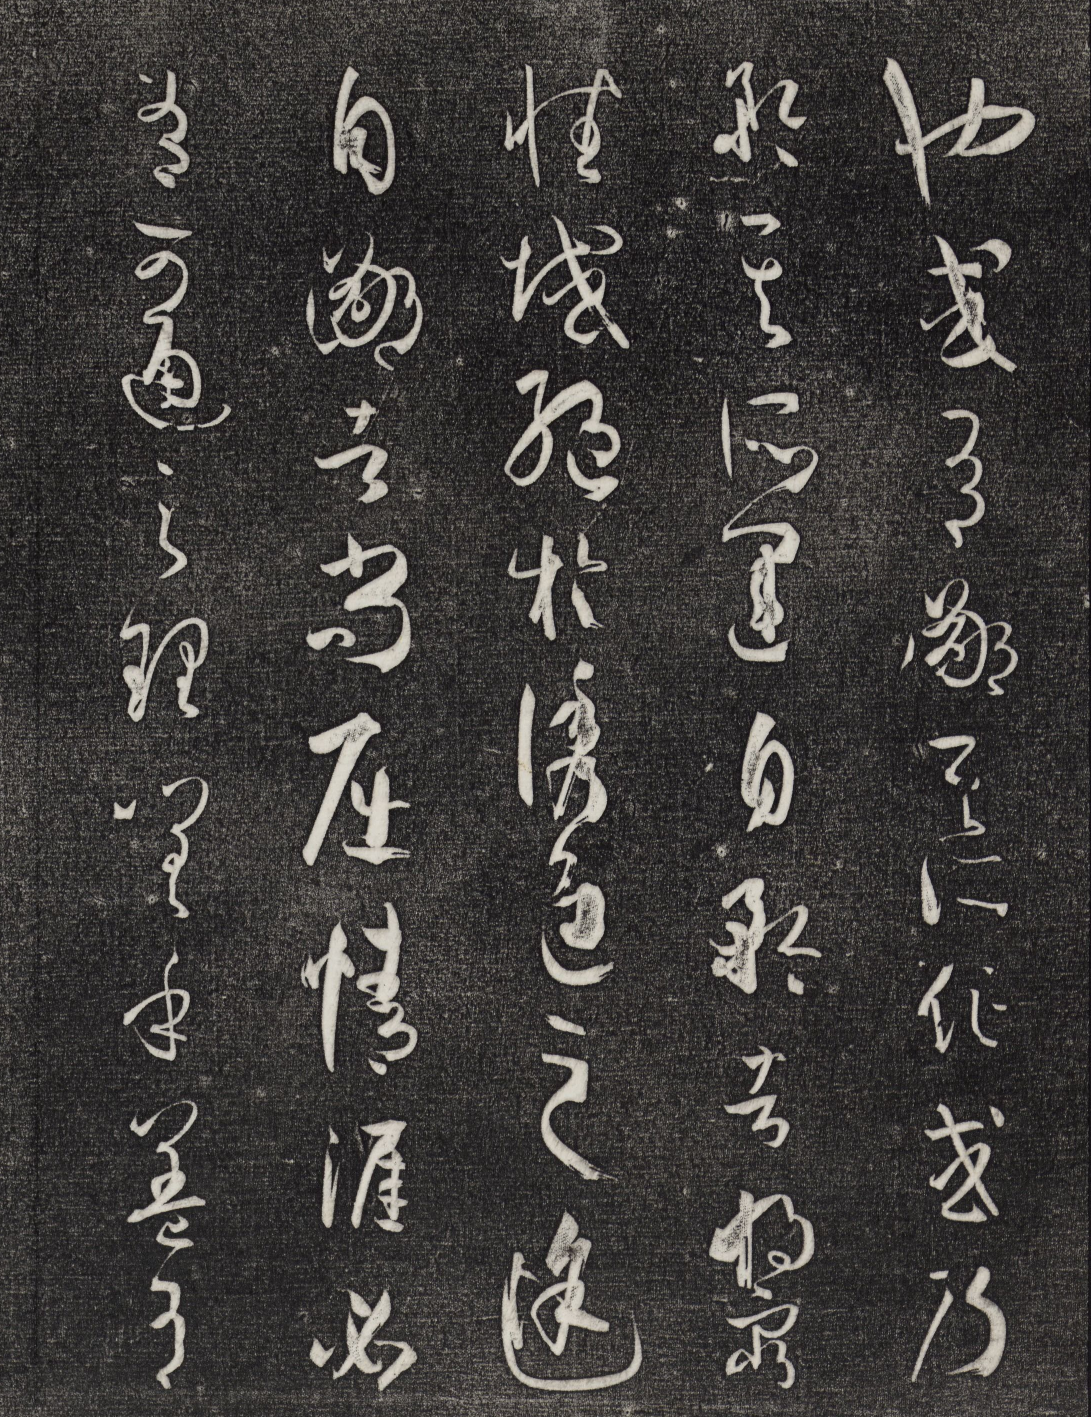 也或有鄙其所作或乃
矜其所運自矜者將窮
性域絕於誘進之途
自鄙者尚屈情涯必
有可通之理嗟乎蓋有